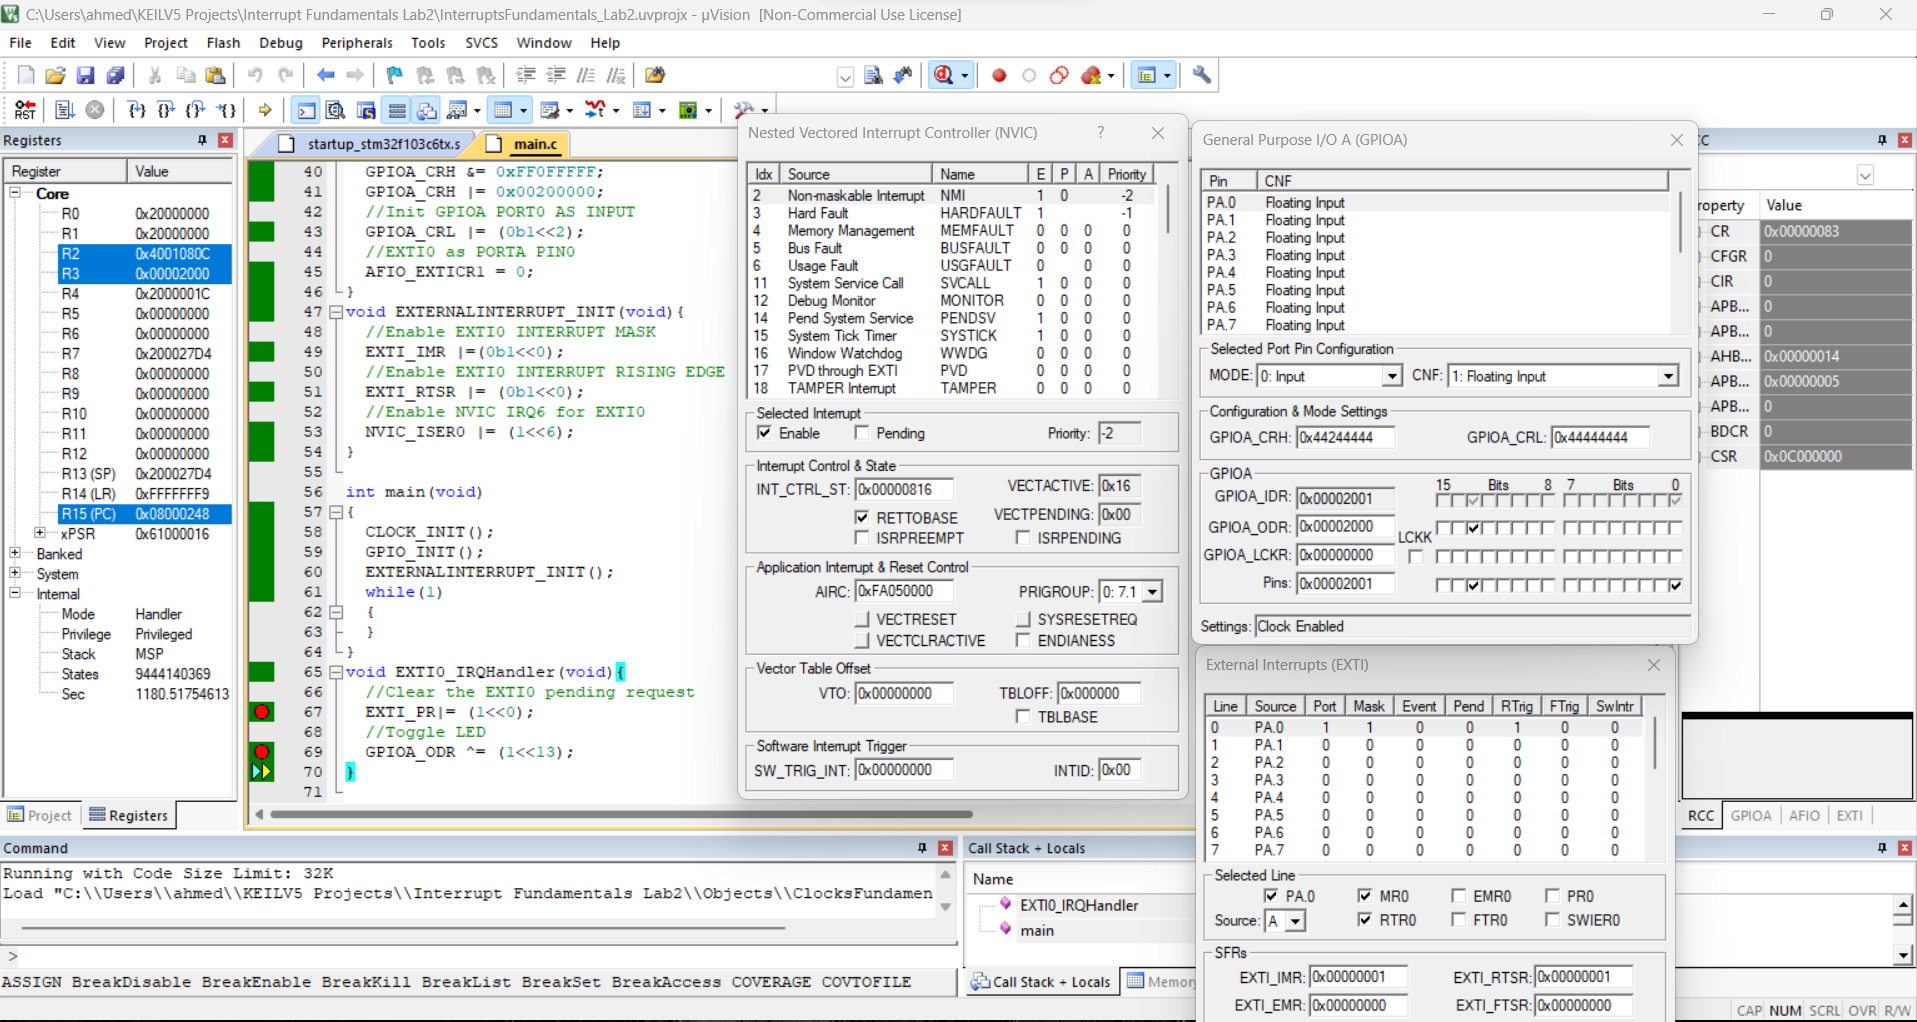 C:\Users\ahmed\KEILV5 Projects\Interrupt Fundamentals Lab2\InterruptsFundamentals_Lab2.uvprojx - µVision [Non-Commercial Use License]
File Edit View Project Flash Debug Peripherals Tools SVCS Window Help
Registers
Register Value
Core
R0 0x20000000
R1 0x20000000
R2 0x4001080C
R3 0x00002000
R4 0x2000001C
R5 0x00000000
R6 0x00000000
R7 0x200027D4
R8 0x00000000
R9 0x00000000
R10 0x00000000
R11 0x00000000
R12 0x00000000
R13 (SP) 0x200027D4
R14 (LR) 0xFFFFFFF9
R15 (PC) 0x08000248
xPSR 0x61000016
Banked
System
Internal
Mode Handler
Privilege Privileged
Stack MSP
States 9444140369
Sec 1180.51754613
Project Registers
startup_stm32f103c6tx.s main.c
40 GPIOA_CRH &= 0xFF0FFFFF;
41 GPIOA_CRH |= 0x00200000;
42 //Init GPIOA PORT0 AS INPUT
43 GPIOA_CRL |= (0b1<<2);
44 //EXTI0 as PORTA PIN0
45 AFIO_EXTICR1 = 0;
46 }
47 void EXTERNALINTERRUPT_INIT(void){
48 //Enable EXTI0 INTERRUPT MASK
49 EXTI_IMR |=(0b1<<0);
50 //Enable EXTI0 INTERRUPT RISING EDGE
51 EXTI_RTSR |= (0b1<<0);
52 //Enable NVIC IRQ6 for EXTI0
53 NVIC_ISER0 |= (1<<6);
54 }
55
56 int main(void)
57 {
58 CLOCK_INIT();
59 GPIO_INIT();
60 EXTERNALINTERRUPT_INIT();
61 while(1)
62 {
63 }
64 }
65 void EXTI0_IRQHandler(void){
66 //Clear the EXTI0 pending request
67 EXTI_PR|= (1<<0);
68 //Toggle LED
69 GPIOA_ODR ^= (1<<13);
70 }
71
Nested Vectored Interrupt Controller (NVIC) ?
Idx Source Name E P A Priority
2 Non-maskable Interrupt NMI 1 0 -2
3 Hard Fault HARDFAULT 1 -1
4 Memory Management MEMFAULT 0 0 0 0
5 Bus Fault BUSFAULT 0 0 0 0
6 Usage Fault USGFAULT 0 0 0
11 System Service Call SVCALL 1 0 0 0
12 Debug Monitor MONITOR 0 0 0 0
14 Pend System Service PENDSV 1 0 0 0
15 System Tick Timer SYSTICK 1 0 0 0
16 Window Watchdog WWDG 0 0 0 0
17 PVD through EXTI PVD 0 0 0 0
18 TAMPER Interrupt TAMPER 0 0 0 0
Selected Interrupt
Enable Pending Priority: -2
Interrupt Control & State
INT_CTRL_ST: 0x00000816 VECTACTIVE: 0x16
RETTOBASE VECTPENDING: 0x00
ISRPREEMPT ISRPENDING
Application Interrupt & Reset Control
AIRC: 0xFA050000 PRIGROUP: 0: 7.1
VECTRESET SYSRESETREQ
VECTCLRACTIVE ENDIANESS
Vector Table Offset
VTO: 0x00000000 TBLOFF: 0x000000
TBLBASE
Software Interrupt Trigger
SW_TRIG_INT: 0x00000000 INTID: 0x00
General Purpose I/O A (GPIOA)
Pin CNF
PA.0 Floating Input
PA.1 Floating Input
PA.2 Floating Input
PA.3 Floating Input
PA.4 Floating Input
PA.5 Floating Input
PA.6 Floating Input
PA.7 Floating Input
Selected Port Pin Configuration
MODE: 0: Input CNF: 1: Floating Input
Configuration & Mode Settings
GPIOA_CRH: 0x44244444 GPIOA_CRL: 0x44444444
GPIOA
15 Bits 8 7 Bits 0
GPIOA_IDR: 0x00002001
GPIOA_ODR: 0x00002000
LCKK
GPIOA_LCKR: 0x00000000
Pins: 0x00002001
Settings: Clock Enabled
CC
roperty Value
CR 0x00000083
CFGR 0
CIR 0
APB... 0
APB... 0
AHB... 0x00000014
APB... 0x00000005
APB... 0
BDCR 0
CSR 0x0C000000
RCC GPIOA AFIO EXTI
External Interrupts (EXTI)
Line Source Port Mask Event Pend RTrig FTrig SwIntr
0 PA.0 1 1 0 0 1 0 0
1 PA.1 0 0 0 0 0 0 0
2 PA.2 0 0 0 0 0 0 0
3 PA.3 0 0 0 0 0 0 0
4 PA.4 0 0 0 0 0 0 0
5 PA.5 0 0 0 0 0 0 0
6 PA.6 0 0 0 0 0 0 0
7 PA.7 0 0 0 0 0 0 0
Selected Line
PA.0 MR0 EMR0 PR0
Source: A RTR0 FTR0 SWIER0
SFRs
EXTI_IMR: 0x00000001 EXTI_RTSR: 0x00000001
EXTI_EMR: 0x00000000 EXTI_FTSR: 0x00000000
Command
Running with Code Size Limit: 32K
Load "C:\\Users\\ahmed\\KEILV5 Projects\\Interrupt Fundamentals Lab2\\Objects\\ClocksFundamen
>
ASSIGN BreakDisable BreakEnable BreakKill BreakList BreakSet BreakAccess COVERAGE COVTOFILE
Call Stack + Locals
Name
EXTI0_IRQHandler
main
Call Stack + Locals Memory
CAP NUM SCRL OVR R/W